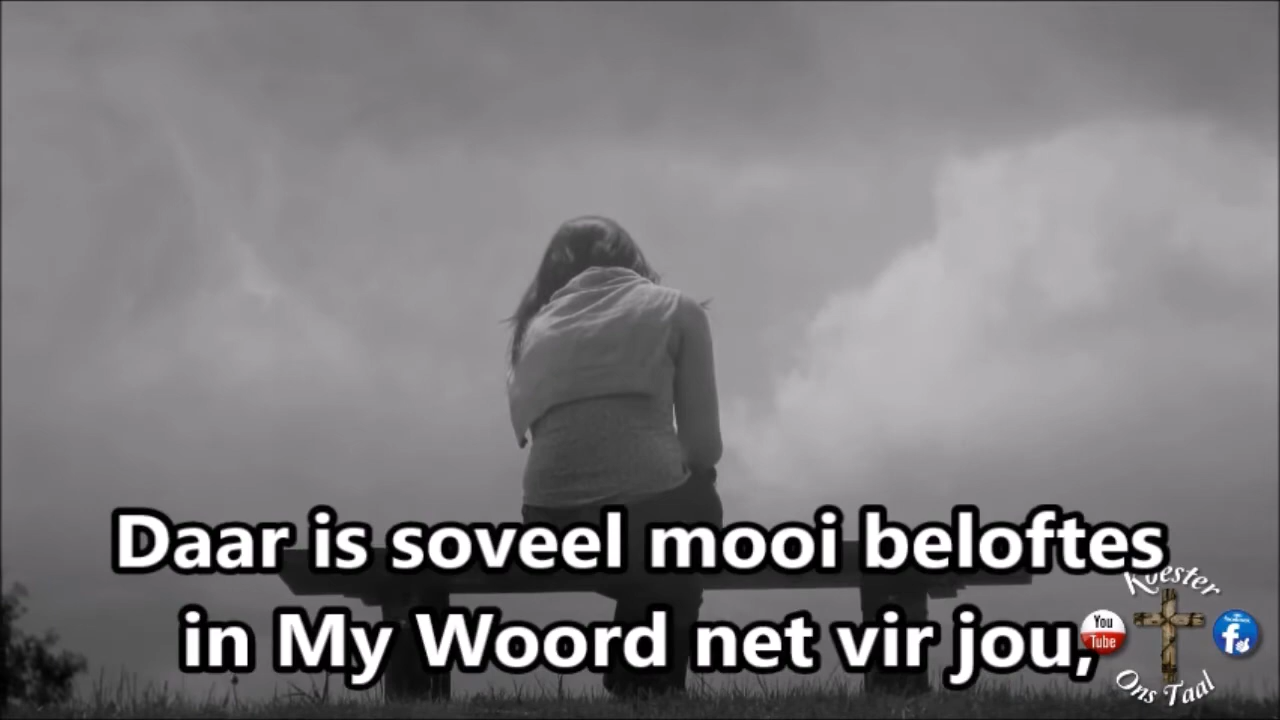 Daar is soveel mooi beloftes
in My Woord net vir jou,
Koester
You
Tube
Ons Taal